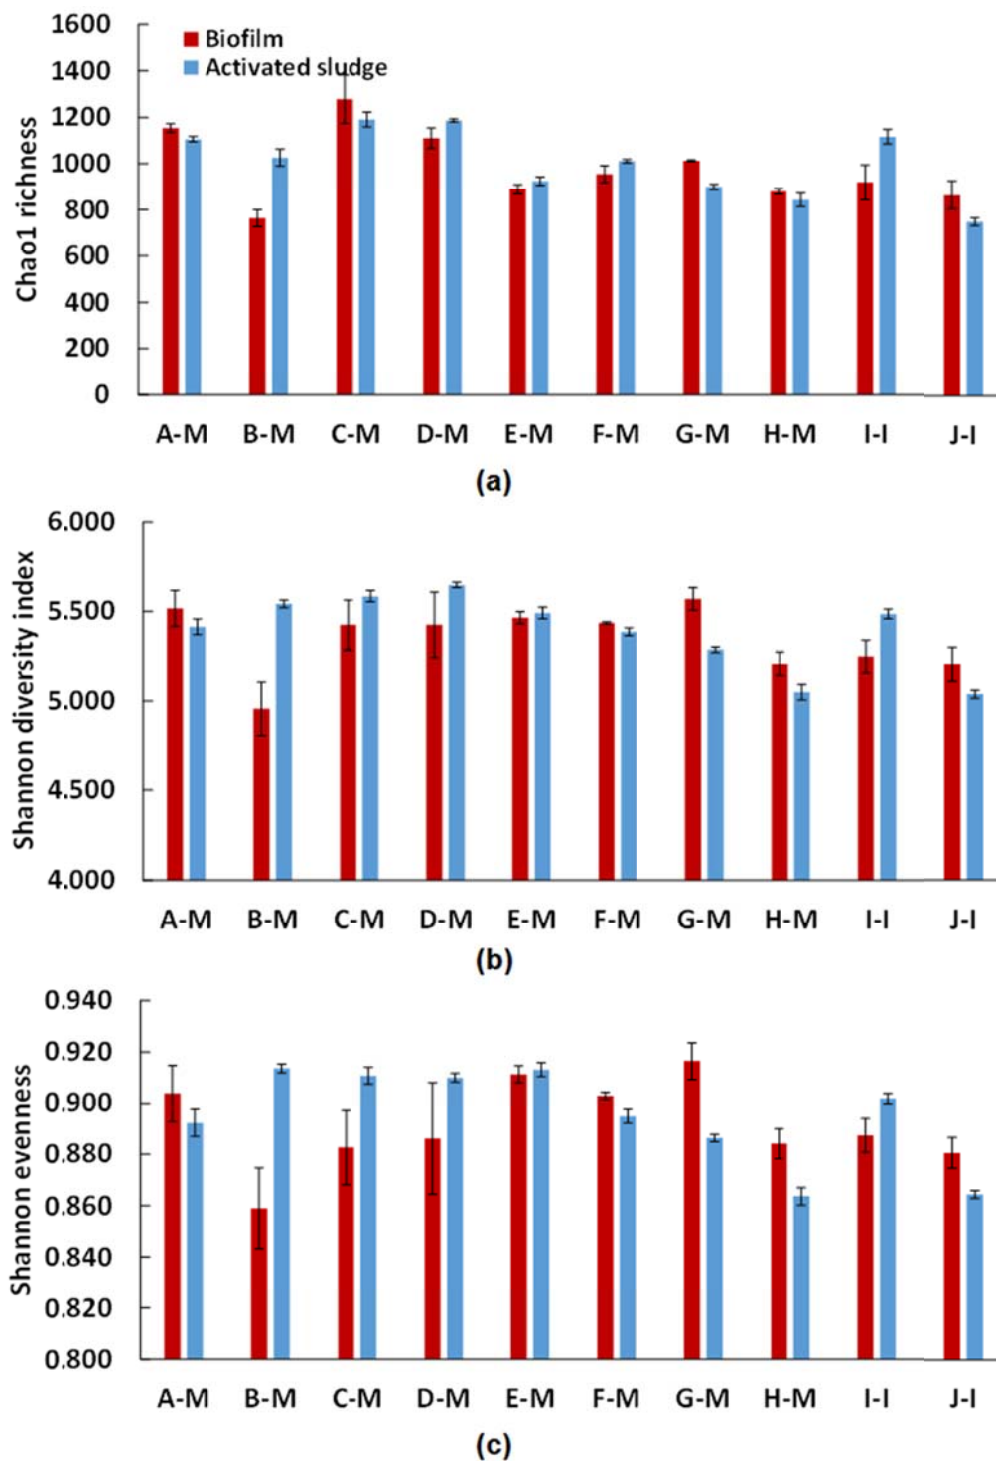 Chao1 richness
1600
1400
1200
1000
800
600
400
200
0
Biofilm
Activated sludge
A-M B-M C-M D-M E-M F-M G-M H-M I-I J-I
(a)
Shannon diversity index
6.000
5.500
5.000
4.500
4.000
A-M B-M C-M D-M E-M F-M G-M H-M I-I J-I
(b)
Shannon evenness
0.940
0.920
0.900
0.880
0.860
0.840
0.820
0.800
A-M B-M C-M D-M E-M F-M G-M H-M I-I J-I
(c)